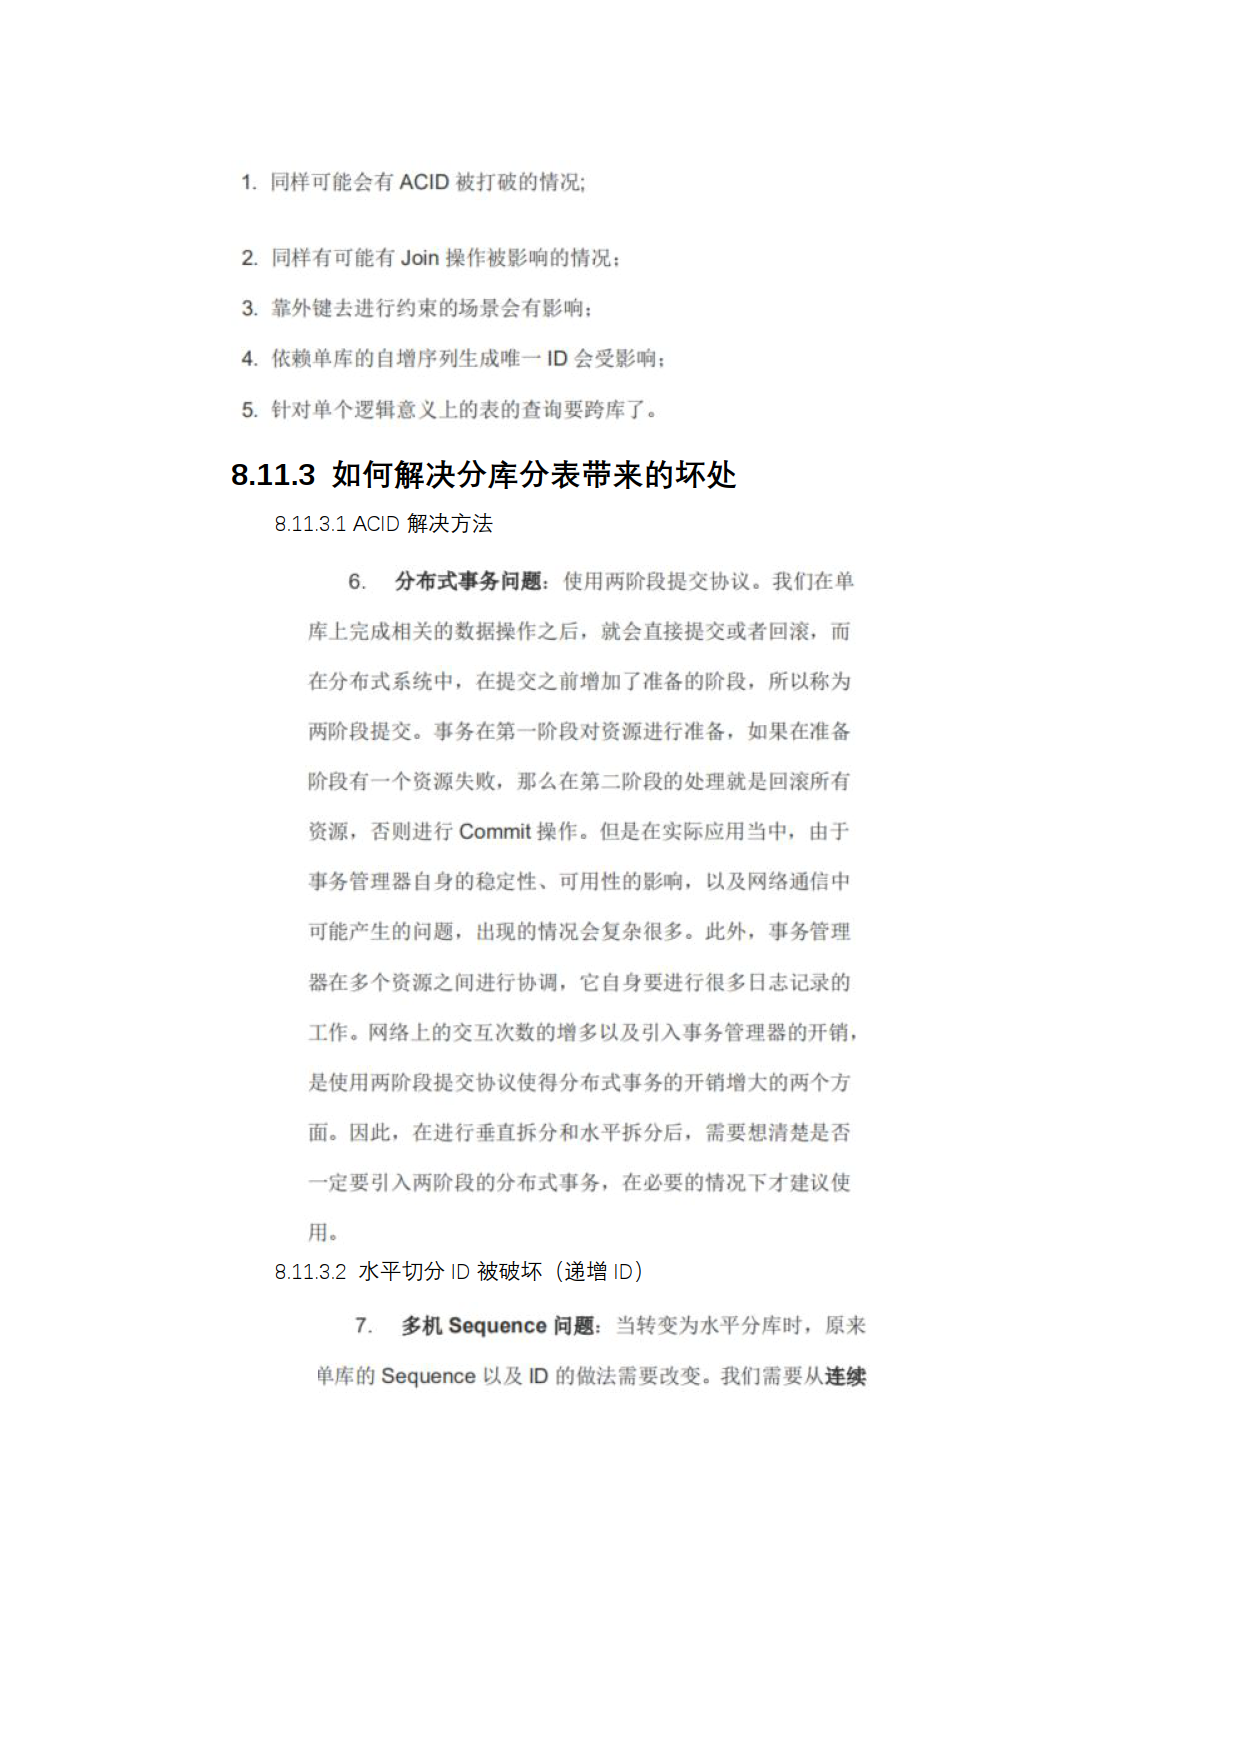 1. 同样可能会有 ACID 被打破的情况;
2. 同样有可能有 Join 操作被影响的情况；
3. 靠外键去进行约束的场景会有影响；
4. 依赖单库的自增序列生成唯一 ID 会受影响；
5. 针对单个逻辑意义上的表的查询要跨库了。
8.11.3 如何解决分库分表带来的坏处
8.11.3.1 ACID 解决方法
6. 分布式事务问题：使用两阶段提交协议。我们在单
库上完成相关的数据操作之后，就会直接提交或者回滚，而
在分布式系统中，在提交之前增加了准备的阶段，所以称为
两阶段提交。事务在第一阶段对资源进行准备，如果在准备
阶段有一个资源失败，那么在第二阶段的处理就是回滚所有
资源，否则进行 Commit 操作。但是在实际应用当中，由于
事务管理器自身的稳定性、可用性的影响，以及网络通信中
可能产生的问题，出现的情况会复杂很多。此外，事务管理
器在多个资源之间进行协调，它自身要进行很多日志记录的
工作。网络上的交互次数的增多以及引入事务管理器的开销，
是使用两阶段提交协议使得分布式事务的开销增大的两个方
面。因此，在进行垂直拆分和水平拆分后，需要想清楚是否
一定要引入两阶段的分布式事务，在必要的情况下才建议使
用。
8.11.3.2 水平切分 ID 被破坏（递增 ID）
7. 多机 Sequence 问题：当转变为水平分库时，原来
单库的 Sequence 以及 ID 的做法需要改变。我们需要从连续